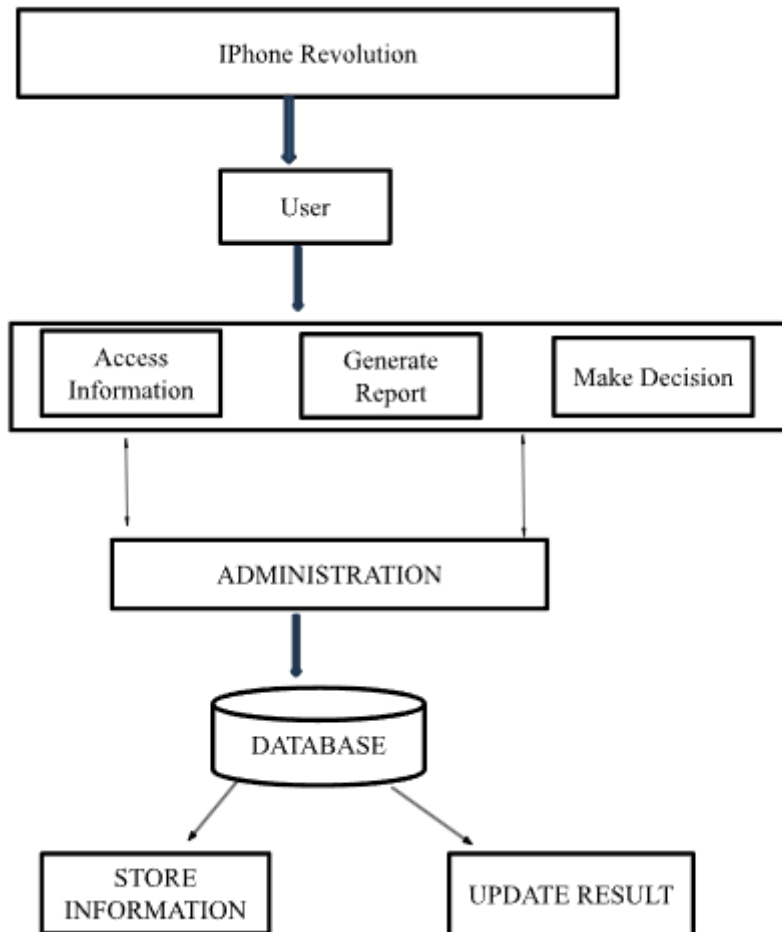 IPhone Revolution
User
Access
Information
Generate
Report
Make Decision
ADMINISTRATION
DATABASE
STORE
INFORMATION
UPDATE RESULT